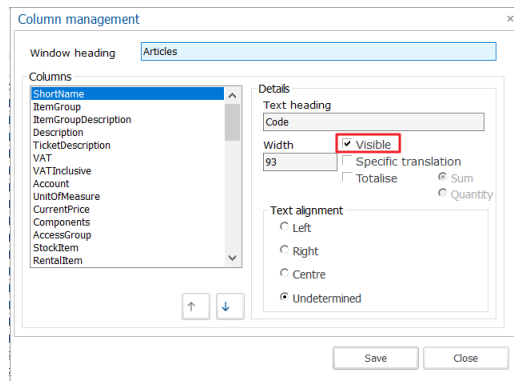 Column management
Window heading
Articles
Columns
ShortName
ItemGroup
ItemGroupDescription
Description
TicketDescription
VAT
VATInclusive
Account
UnitOfMeasure
CurrentPrice
Components
AccessGroup
StockItem
RentalItem
Details
Text heading
Code
Width
93
Visible
Specific translation
Totalise
Sum
Quantity
Text alignment
Left
Right
Centre
Undetermined
Save
Close